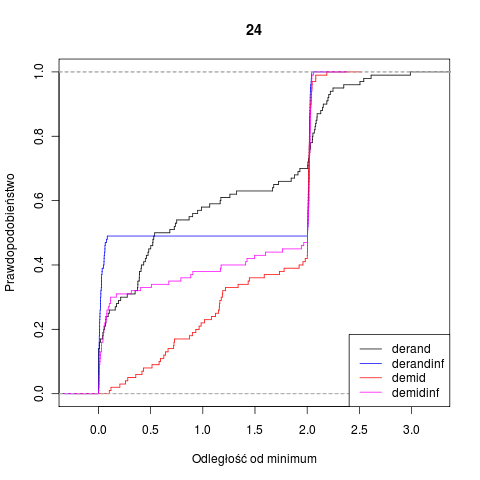 24
Prawdopodobieństwo
1.0
0.8
0.6
0.4
0.2
0.0
derand
derandinf
demid
demidinf
0.0 0.5 1.0 1.5 2.0 2.5 3.0
Odległość od minimum